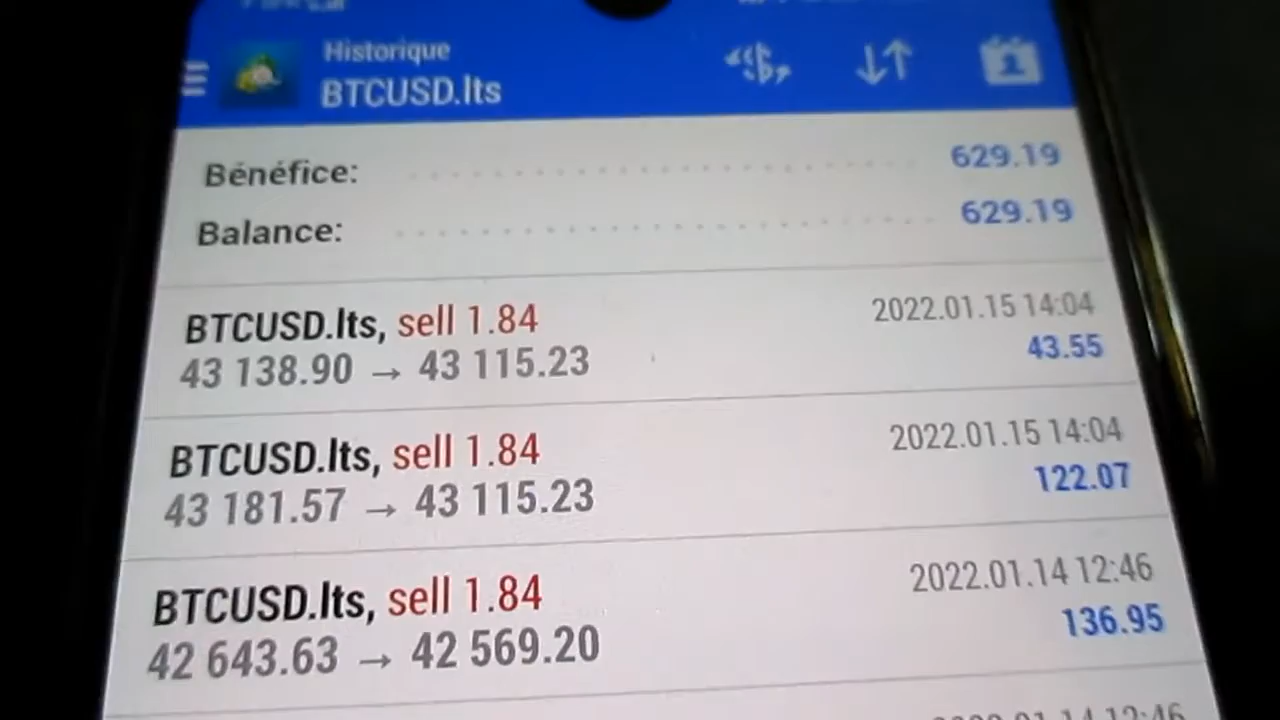 Historique
BTCUSD.lts
1
Bénéfice: 629.19
Balance: 629.19
BTCUSD.lts, sell 1.84 2022.01.15 14:04
43 138.90 → 43 115.23 43.55
BTCUSD.lts, sell 1.84 2022.01.15 14:04
43 181.57 → 43 115.23 122.07
BTCUSD.lts, sell 1.84 2022.01.14 12:46
42 643.63 → 42 569.20 136.95
12:46